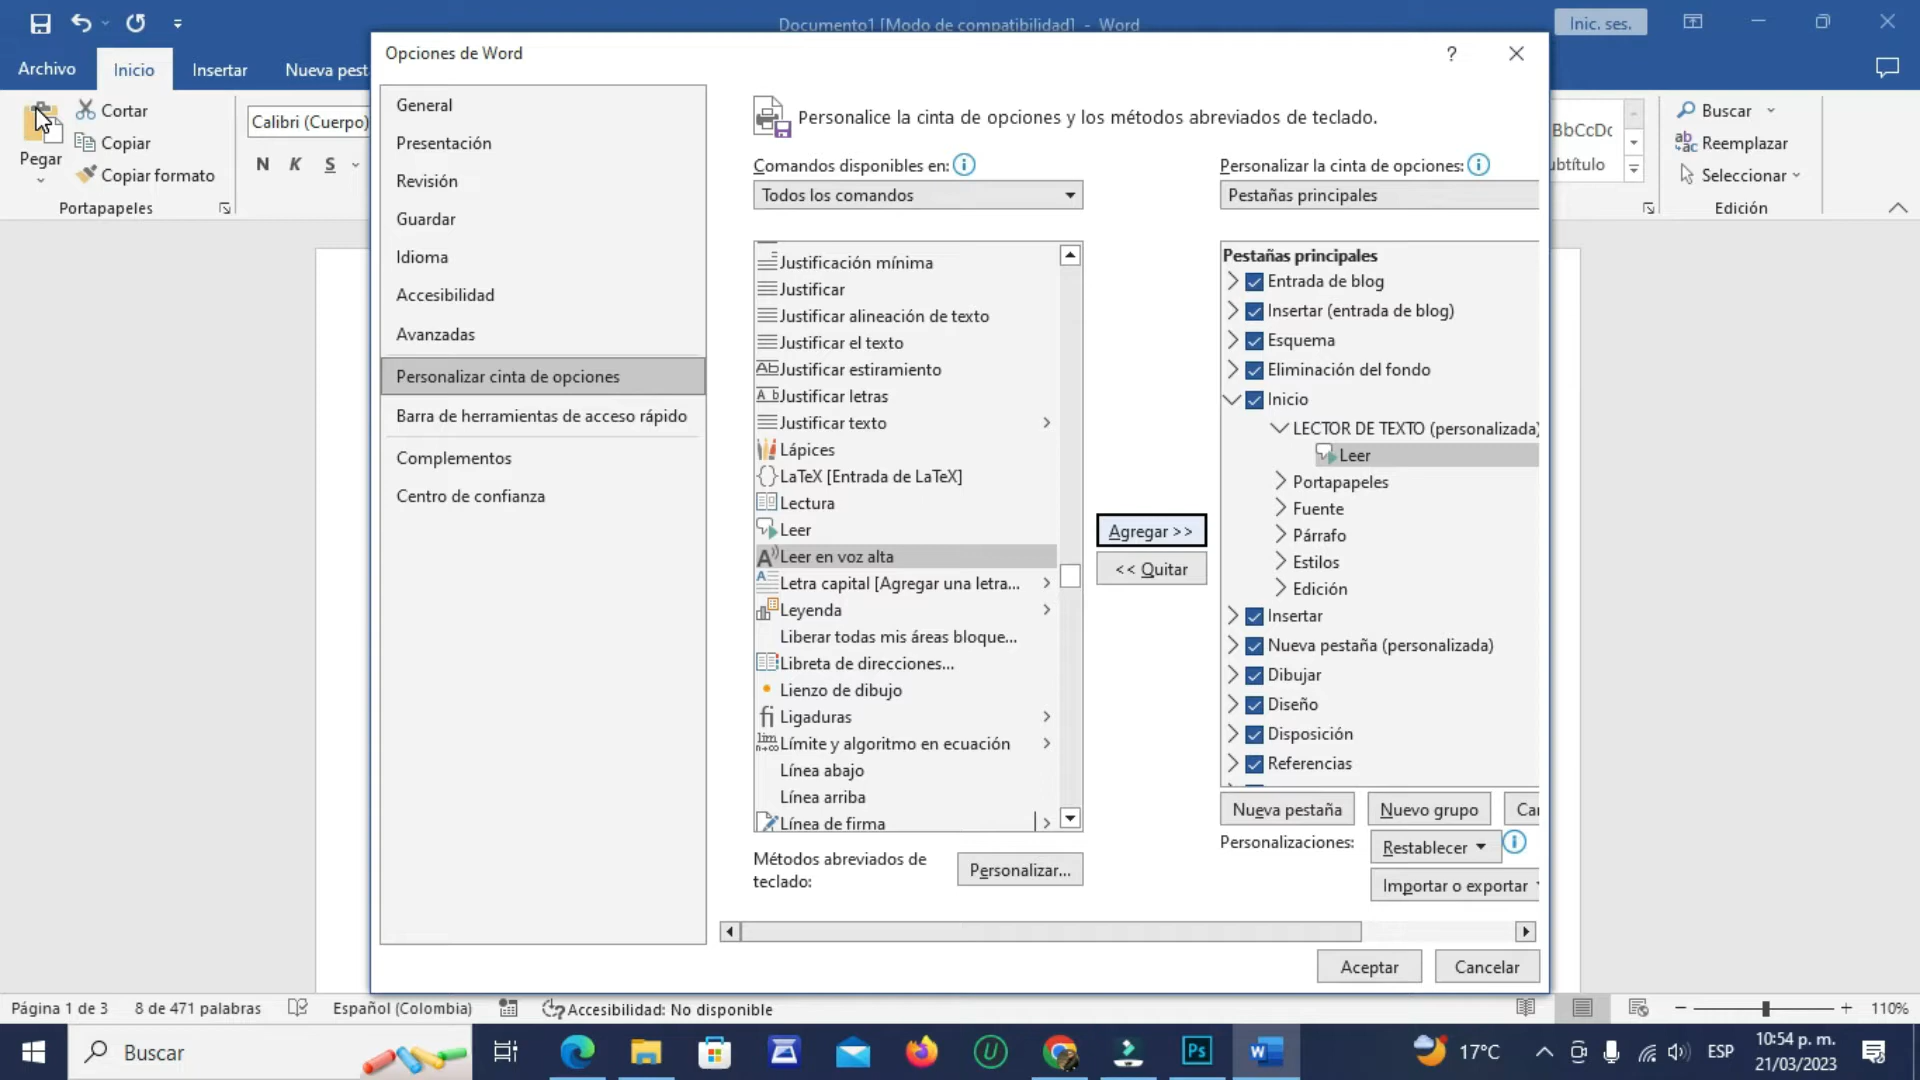 Documento1 [Modo de compatibilidad] - Word
Inic. ses.
Archivo
Inicio
Insertar
Nueva pest
Pegar
Cortar
Copiar
Copiar formato
Portapapeles
Calibri (Cuerpo)
N K S
BbCcDc
ubtítulo
Buscar
Reemplazar
Seleccionar
Edición
Opciones de Word
?
General
Presentación
Revisión
Guardar
Idioma
Accesibilidad
Avanzadas
Personalizar cinta de opciones
Barra de herramientas de acceso rápido
Complementos
Centro de confianza
Personalice la cinta de opciones y los métodos abreviados de teclado.
Comandos disponibles en:
Todos los comandos
Justificación mínima
Justificar
Justificar alineación de texto
Justificar el texto
Justificar estiramiento
Justificar letras
Justificar texto
Lápices
LaTeX [Entrada de LaTeX]
Lectura
Leer
Leer en voz alta
Letra capital [Agregar una letra...
Leyenda
Liberar todas mis áreas bloque...
Libreta de direcciones...
Lienzo de dibujo
Ligaduras
Límite y algoritmo en ecuación
Línea abajo
Línea arriba
Línea de firma
Métodos abreviados de
teclado:
Personalizar...
Agregar >>
<< Quitar
Personalizar la cinta de opciones:
Pestañas principales
Pestañas principales
Entrada de blog
Insertar (entrada de blog)
Esquema
Eliminación del fondo
Inicio
LECTOR DE TEXTO (personalizada)
Leer
Portapapeles
Fuente
Párrafo
Estilos
Edición
Insertar
Nueva pestaña (personalizada)
Dibujar
Diseño
Disposición
Referencias
Nueva pestaña
Nuevo grupo
Ca
Personalizaciones:
Restablecer
Importar o exportar
Aceptar
Cancelar
Página 1 de 3
8 de 471 palabras
Español (Colombia)
Accesibilidad: No disponible
110%
Buscar
17°C
ESP
10:54 p. m.
21/03/2023